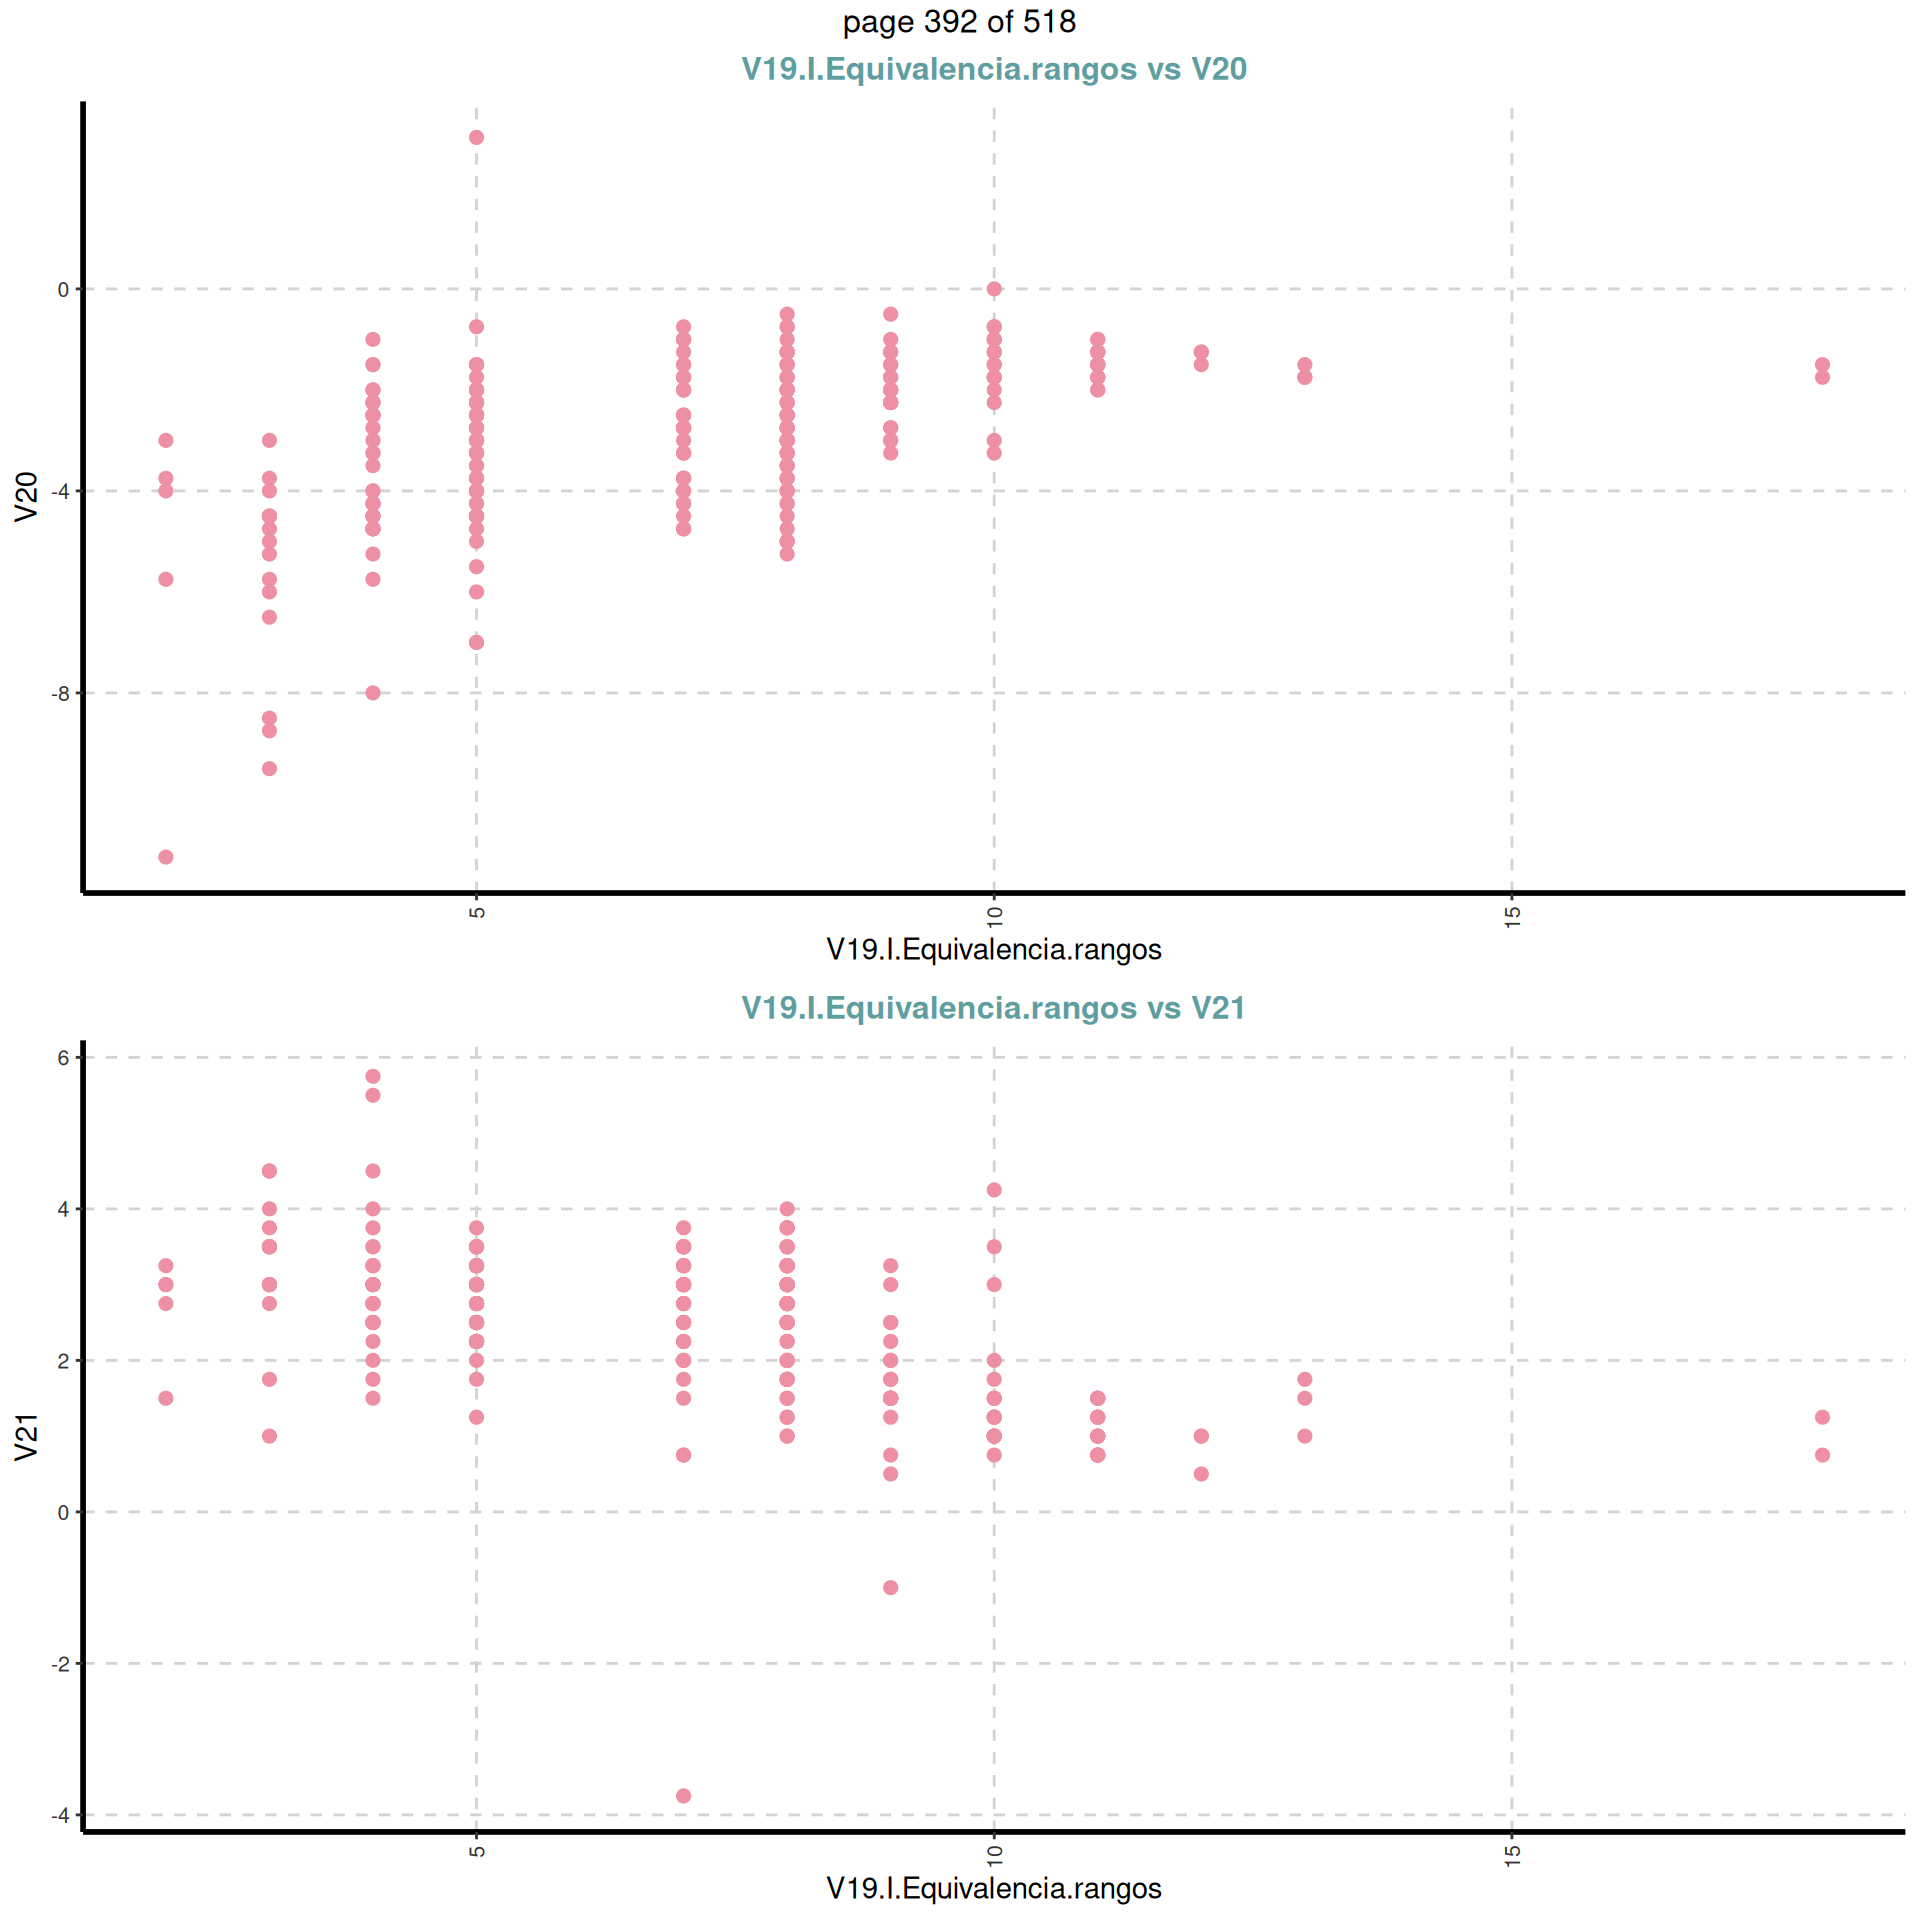 page 392 of 518
V19.I.Equivalencia.rangos vs V20
V20
0
-4
-8
5
10
15
V19.I.Equivalencia.rangos
V19.I.Equivalencia.rangos vs V21
V21
6
4
2
0
-2
-4
5
10
15
V19.I.Equivalencia.rangos